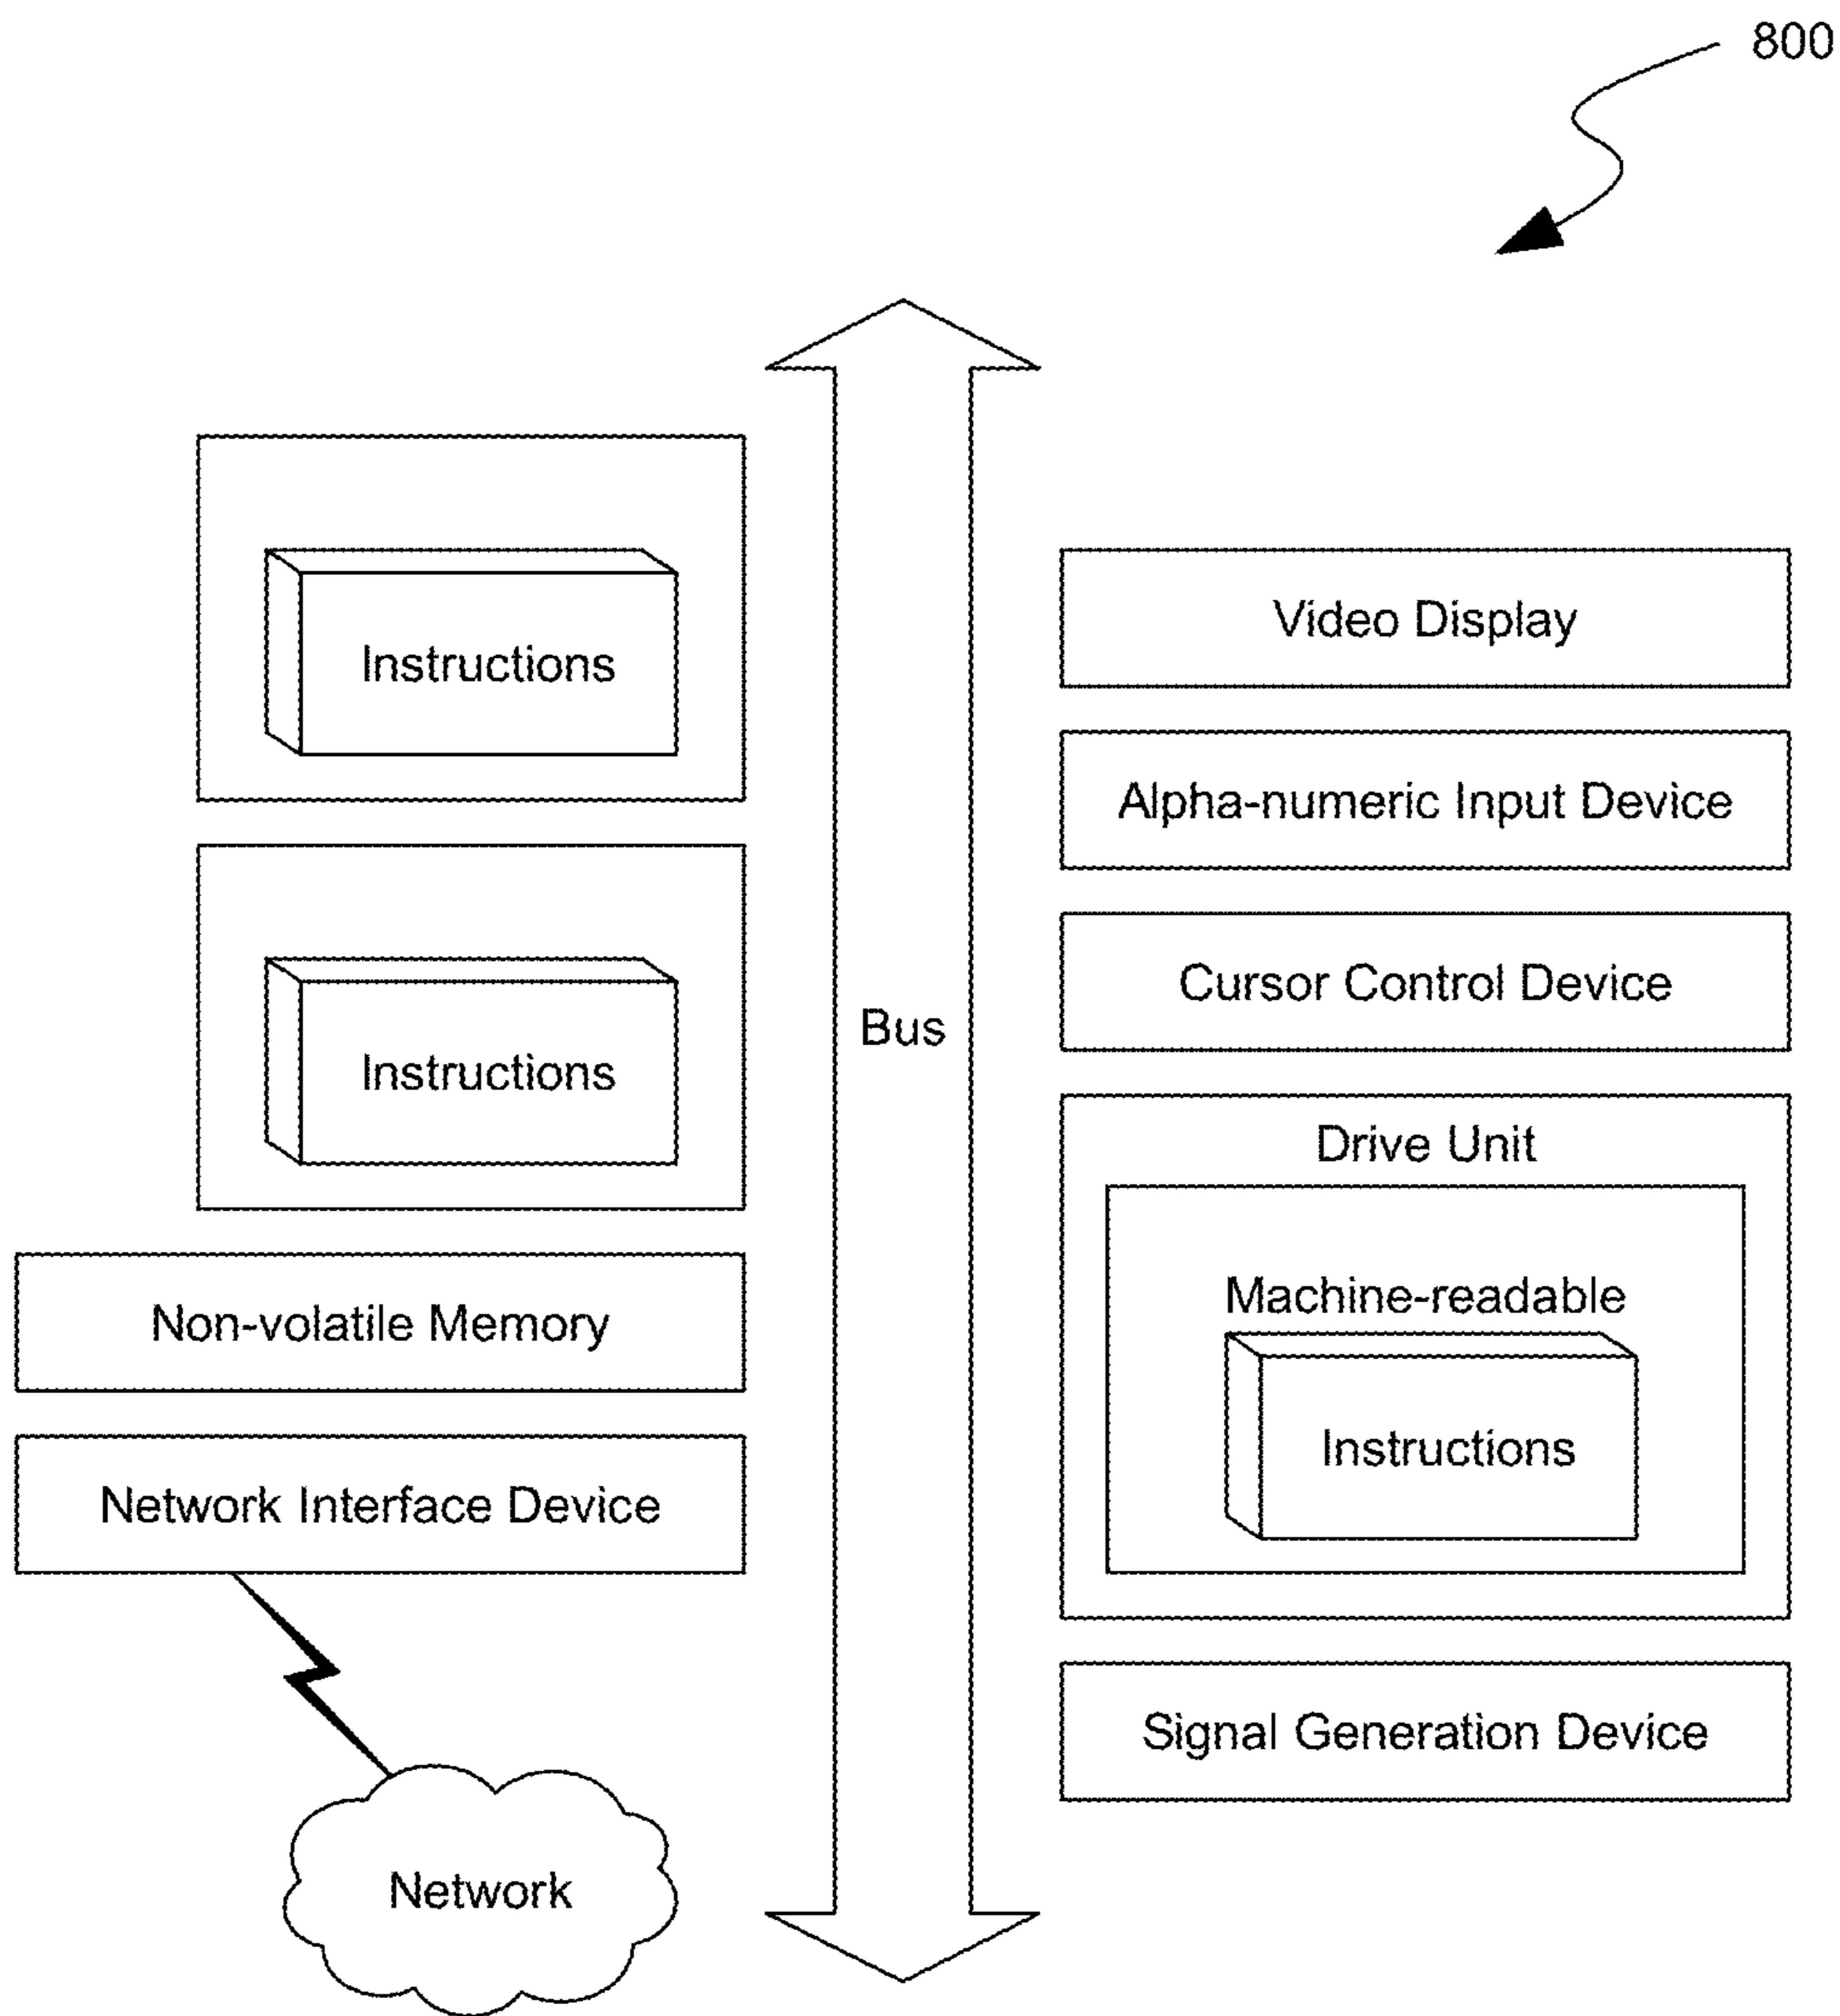 800
Instructions
Instructions
Non-volatile Memory
Network Interface Device
Network
Bus
Video Display
Alpha-numeric Input Device
Cursor Control Device
Drive Unit
Machine-readable
Instructions
Signal Generation Device